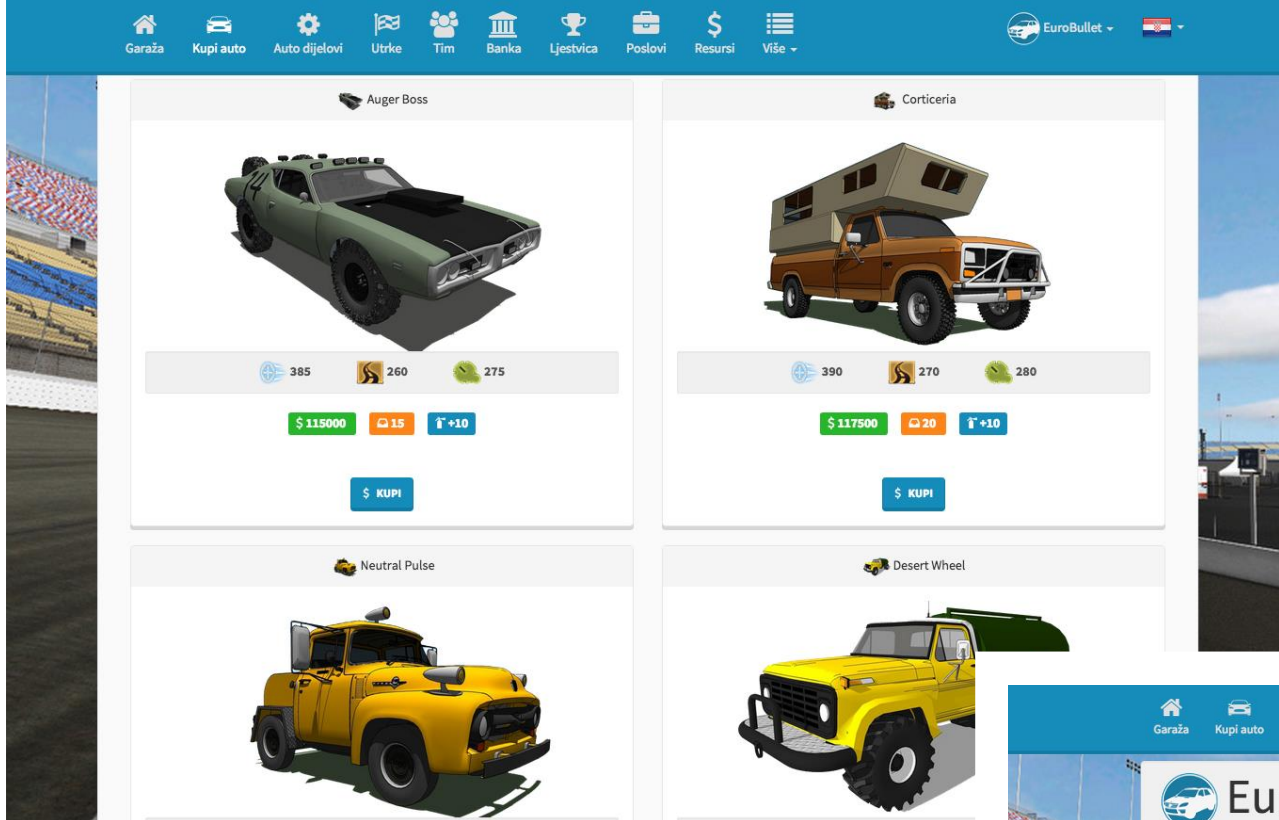 Garaža Kupi auto Auto dijelovi Utrke Tim Banka Ljestvica Poslovi Resursi Više EuroBullet
Auger Boss
Corticeria
14
385 260 275
390 270 280
$ 115000 15 +10
$ 117500 20 +10
$ KUPI
$ KUPI
Neutral Pulse
Desert Wheel
Garaža Kupi auto
Eu